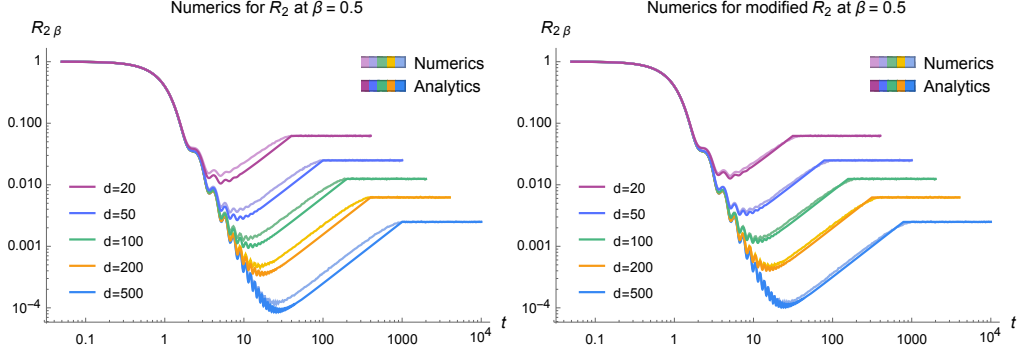 Numerics for R₂ at β = 0.5
R₂ β
1
0.100
0.010
0.001
10⁻⁴
Numerics
Analytics
d=20
d=50
d=100
d=200
d=500
0.1
1
10
100
1000
10⁴
t
Numerics for modified R₂ at β = 0.5
R₂ β
1
0.100
0.010
0.001
10⁻⁴
Numerics
Analytics
d=20
d=50
d=100
d=200
d=500
0.1
1
10
100
1000
10⁴
t